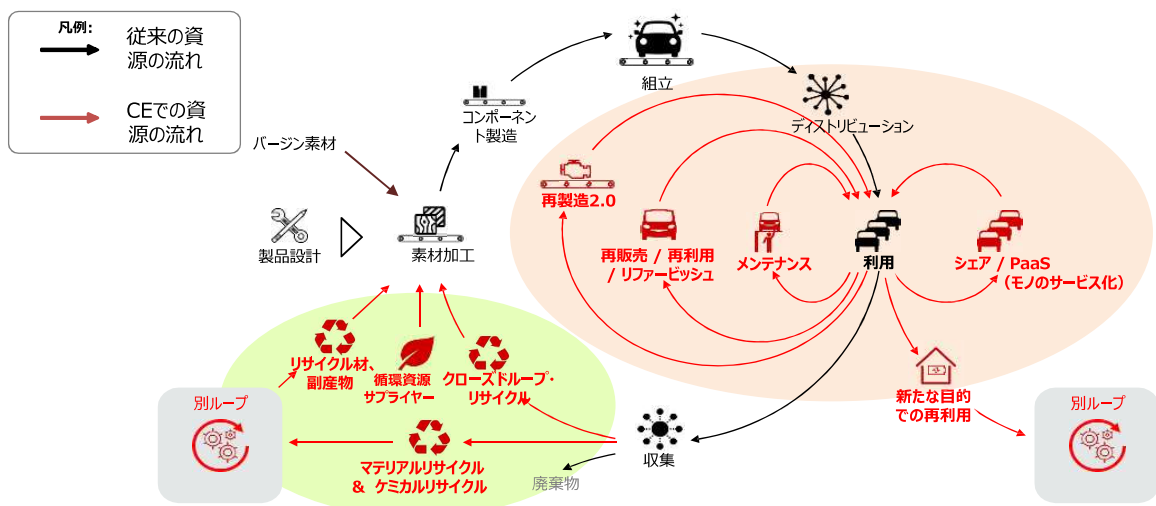 凡例:
従来の資
源の流れ
CEでの資
源の流れ
組立
コンポーネン
ト製造
ディストリビューション
バージン素材
再製造2.0
製品設計
素材加工
再販売 / 再利用
/ リファービッシュ
メンテナンス
利用
シェア / PaaS
（モノのサービス化）
リサイクル材、
副産物
循環資源
サプライヤー
クローズドループ・
リサイクル
新たな目的
での再利用
別ループ
別ループ
マテリアルリサイクル
& ケミカルリサイクル
収集
廃棄物